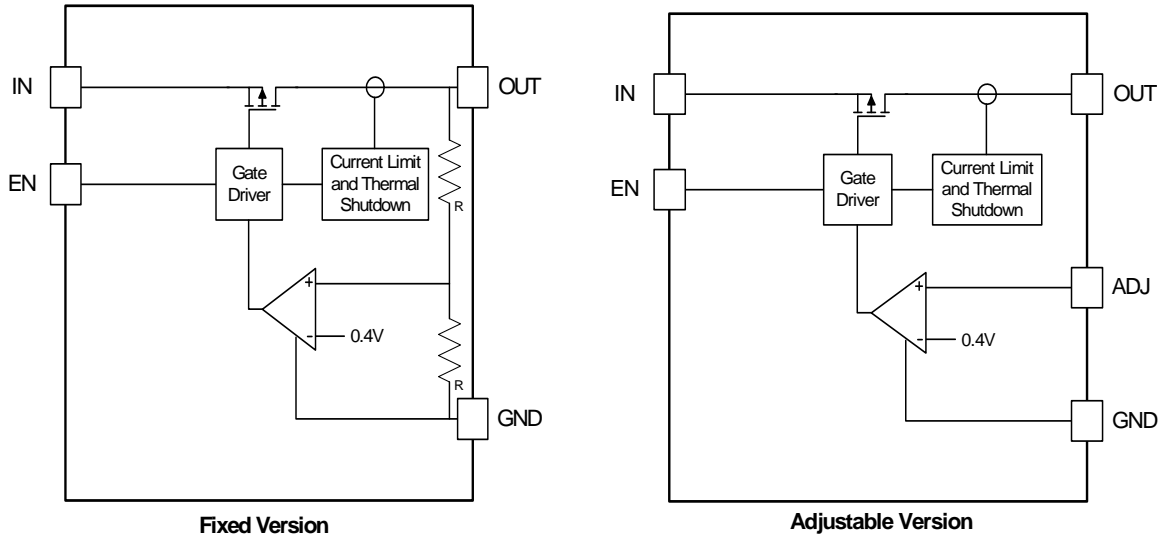 IN
OUT
EN
Gate
Driver
Current Limit
and Thermal
Shutdown
R
+
-
0.4V
R
GND
Fixed Version
IN
OUT
EN
Gate
Driver
Current Limit
and Thermal
Shutdown
ADJ
+
-
0.4V
GND
Adjustable Version